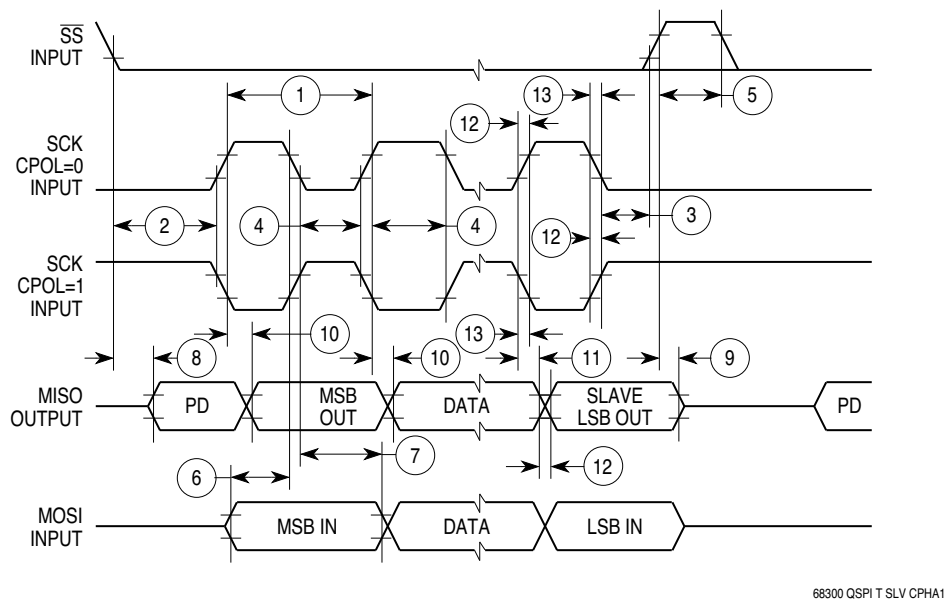 SS
INPUT
1
13
5
12
SCK
CPOL=0
INPUT
2
4
4
3
12
SCK
CPOL=1
INPUT
10
13
8
10
11
9
MISO
OUTPUT
PD
MSB
OUT
DATA
SLAVE
LSB OUT
PD
7
12
6
MOSI
INPUT
MSB IN
DATA
LSB IN
68300 QSPI T SLV CPHA1